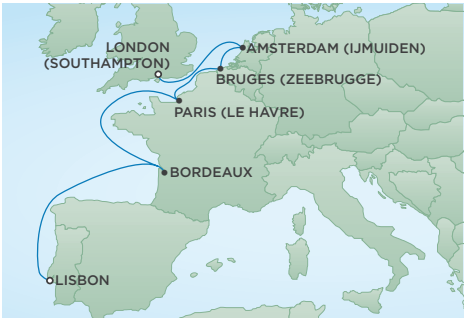 LONDON
(SOUTHAMPTON)
AMSTERDAM (IJMUIDEN)
BRUGES (ZEEBRUGGE)
PARIS (LE HAVRE)
BORDEAUX
LISBON